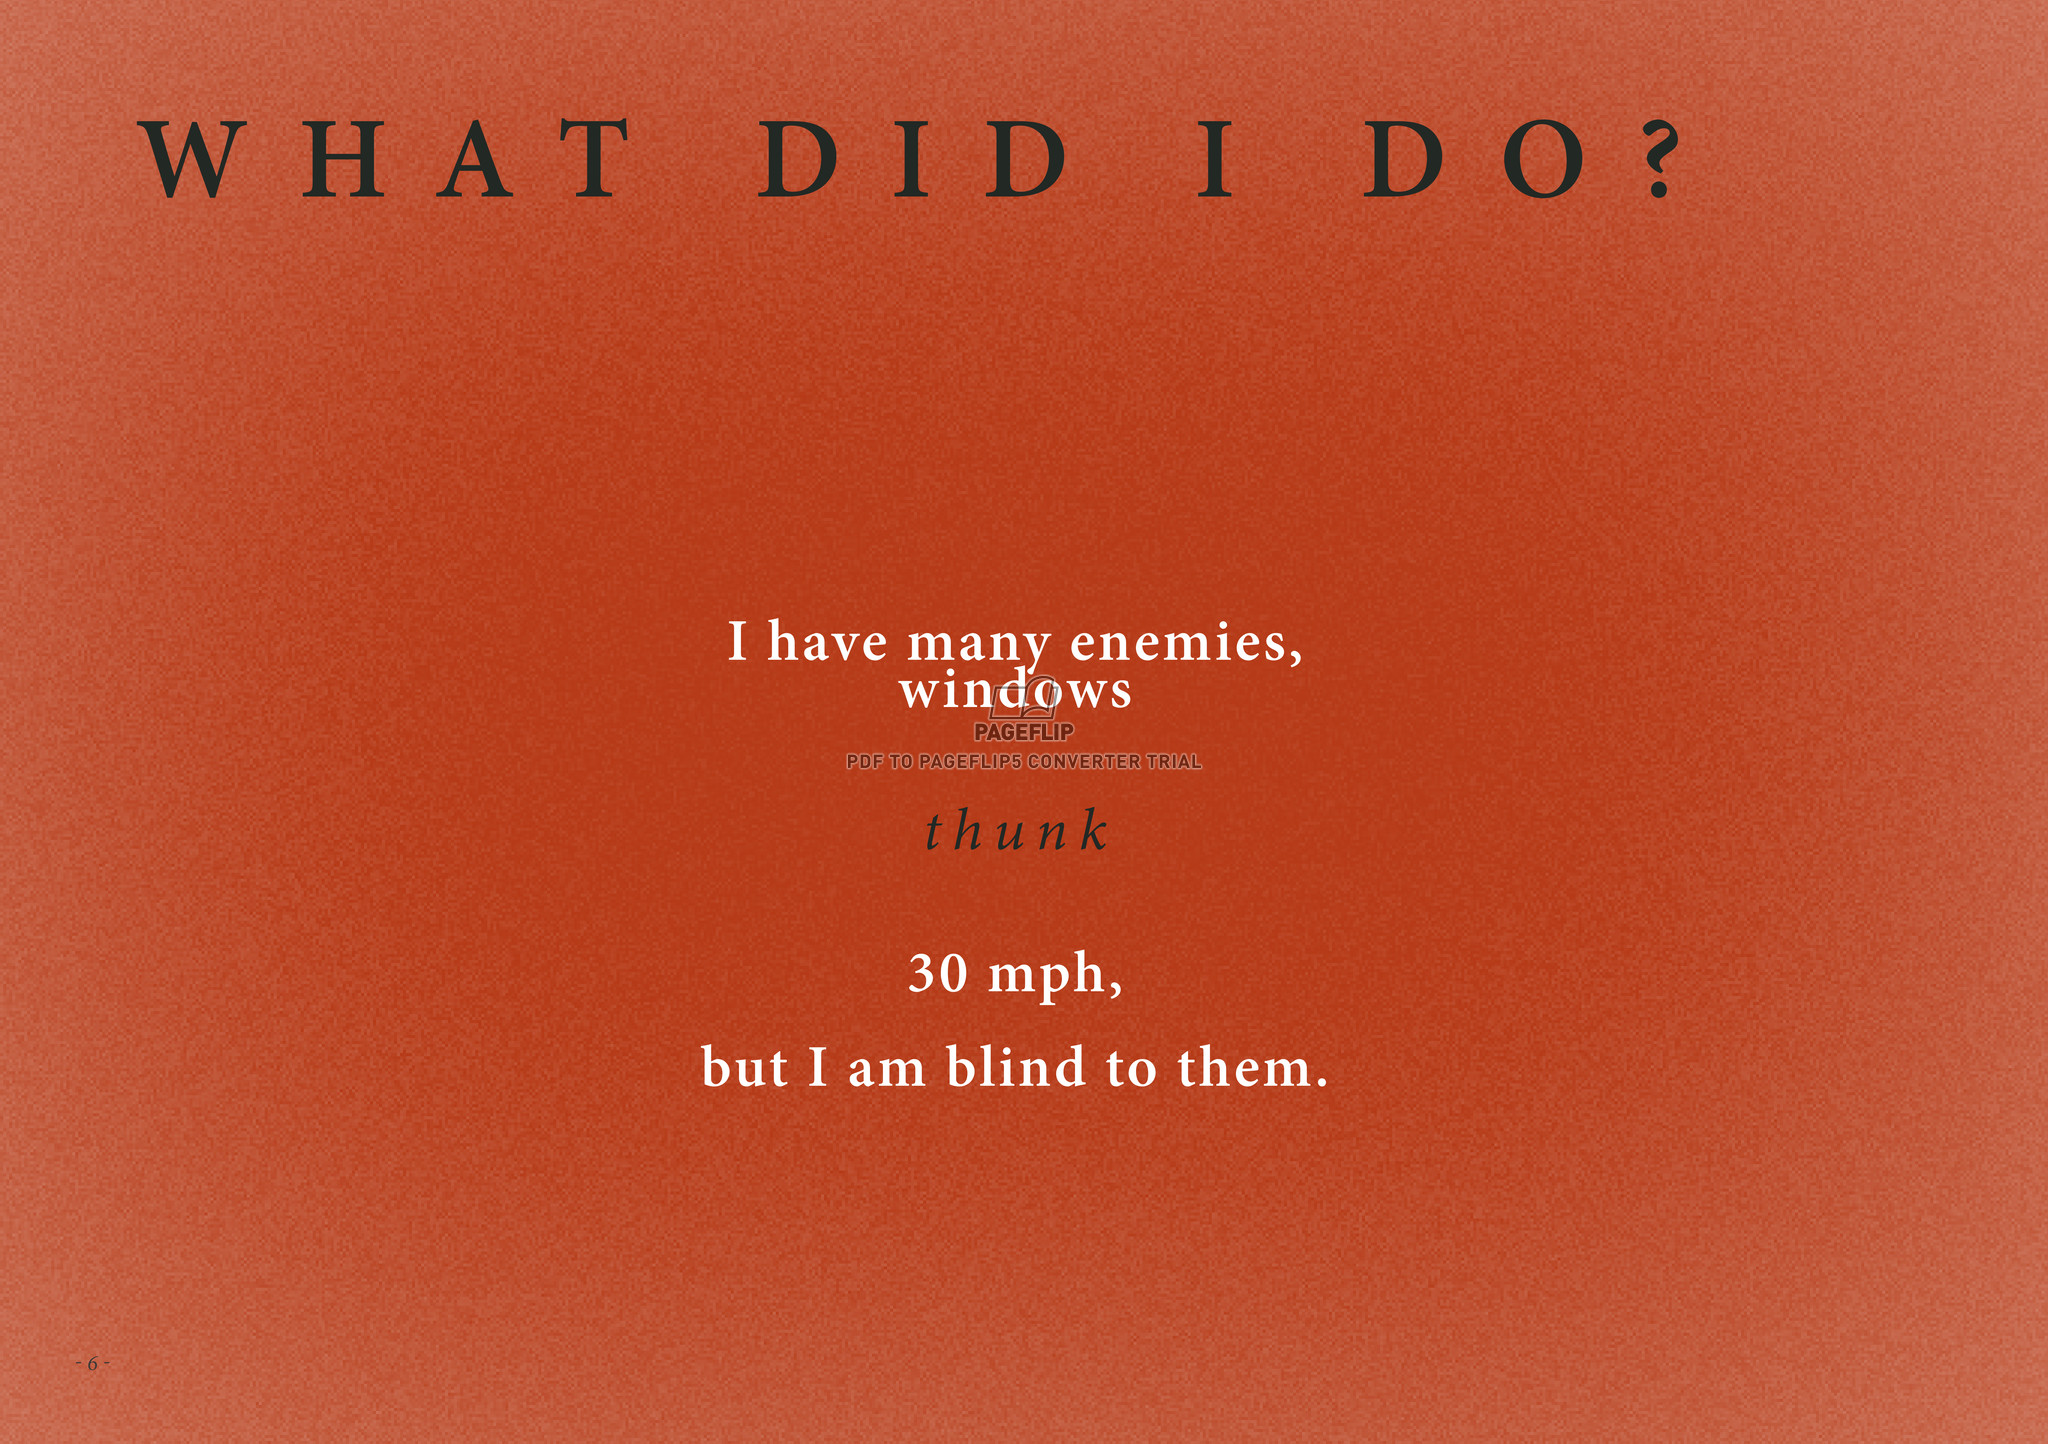 WHAT DID I DO?
I have many enemies,
windows
PAGEFLIP
PDF TO PAGEFLIP5 CONVERTER TRIAL
thunk
30 mph,
but I am blind to them.
- 6 -